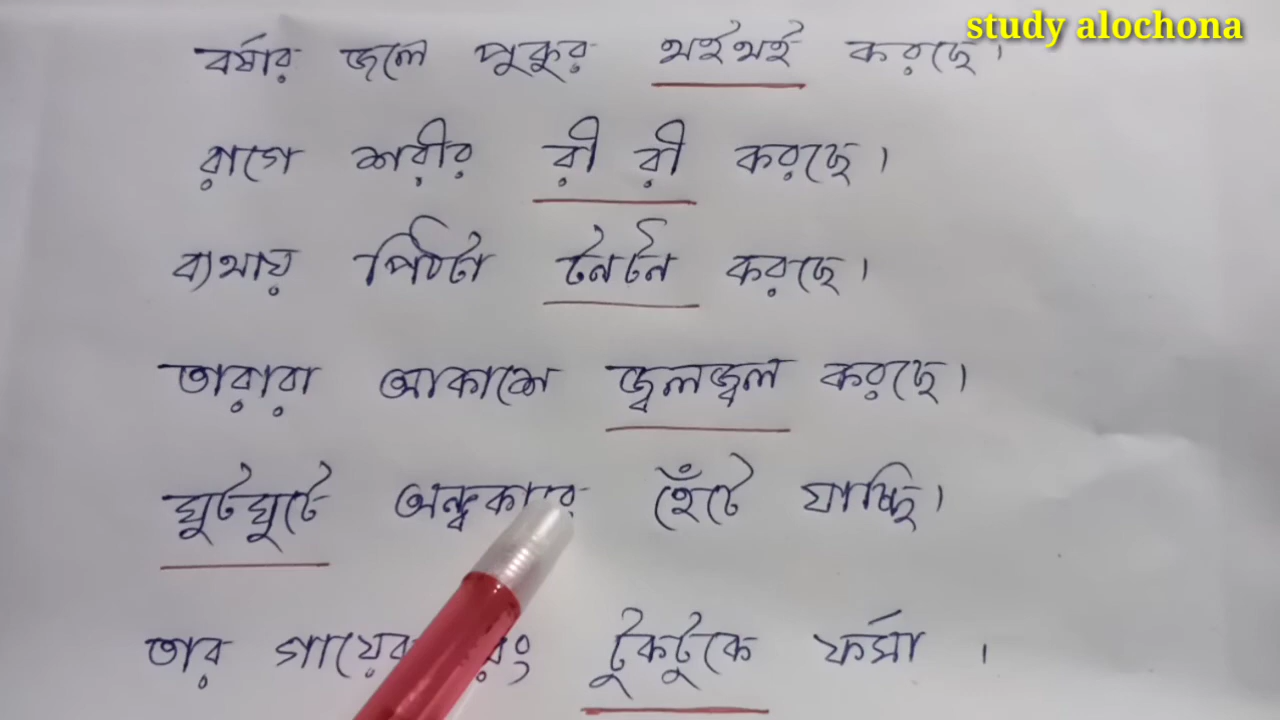 study alochona
বর্ষার জলে পুকুর থইথই করছে।
রাগে শরীর রী রী করছে।
ব্যথায় পিঠটা টনটন করছে।
তারারা আকাশে জ্বলজ্বল করছে।
ঘুটঘুটে অন্ধকারে হেঁটে যাচ্ছি।
তার গায়ের রং টুকটুকে ফর্সা ।